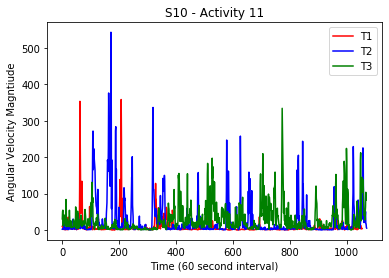 S10 - Activity 11
T1
T2
T3
Angular Velocity Magntiude
500
400
300
200
100
0
0
200
400
600
800
1000
Time (60 second interval)